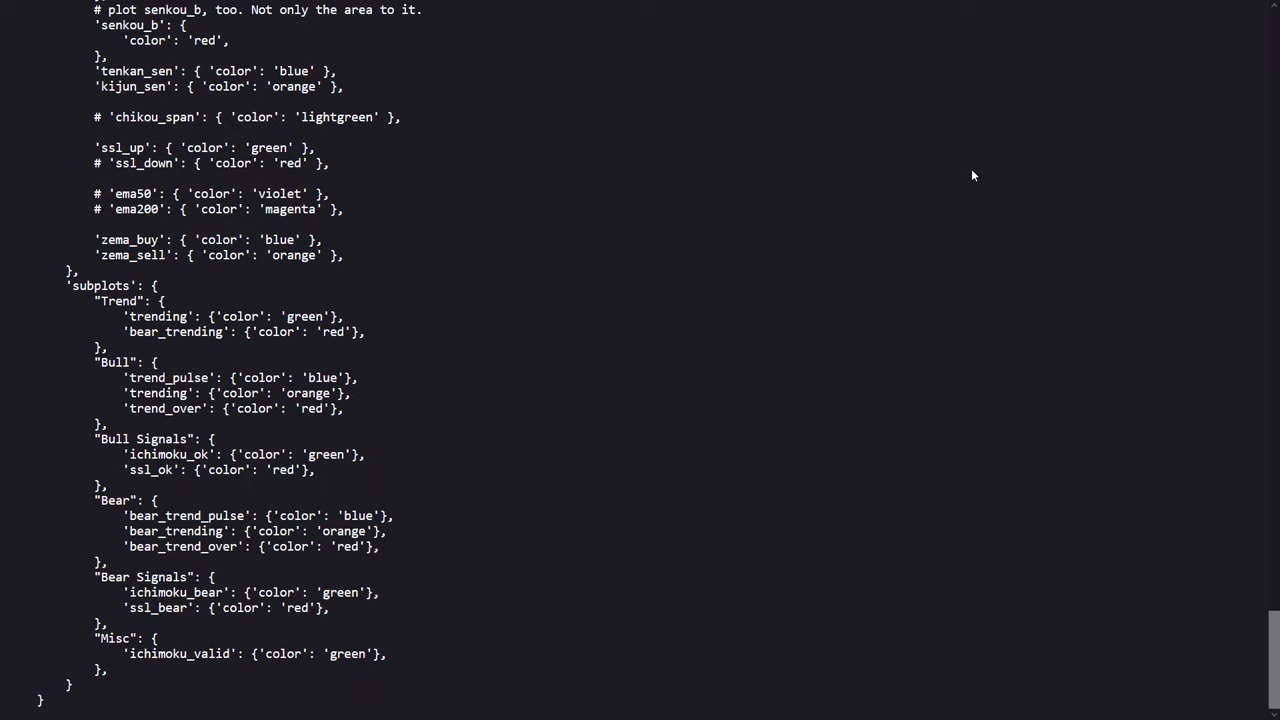 # plot senkou_b, too. Not only the area to it.
'senkou_b': {
'color': 'red',
},
'tenkan_sen': { 'color': 'blue' },
'kijun_sen': { 'color': 'orange' },
# 'chikou_span': { 'color': 'lightgreen' },
'ssl_up': { 'color': 'green' },
# 'ssl_down': { 'color': 'red' },
# 'ema50': { 'color': 'violet' },
# 'ema200': { 'color': 'magenta' },
'zema_buy': { 'color': 'blue' },
'zema_sell': { 'color': 'orange' },
},
'subplots': {
"Trend": {
'trending': {'color': 'green'},
'bear_trending': {'color': 'red'},
},
"Bull": {
'trend_pulse': {'color': 'blue'},
'trending': {'color': 'orange'},
'trend_over': {'color': 'red'},
},
"Bull Signals": {
'ichimoku_ok': {'color': 'green'},
'ssl_ok': {'color': 'red'},
},
"Bear": {
'bear_trend_pulse': {'color': 'blue'},
'bear_trending': {'color': 'orange'},
'bear_trend_over': {'color': 'red'},
},
"Bear Signals": {
'ichimoku_bear': {'color': 'green'},
'ssl_bear': {'color': 'red'},
},
"Misc": {
'ichimoku_valid': {'color': 'green'},
},
}
}